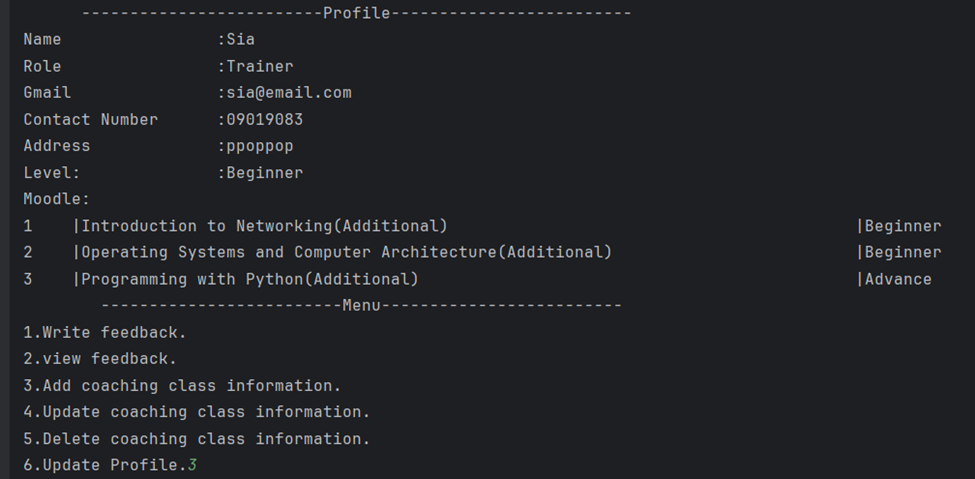 -------------------------Profile-------------------------
Name                :Sia
Role                :Trainer
Gmail               :sia@email.com
Contact Number      :09019083
Address             :ppoppop
Level:              :Beginner
Moodle:
1    |Introduction to Networking(Additional)                                          |Beginner
2    |Operating Systems and Computer Architecture(Additional)                         |Beginner
3    |Programming with Python(Additional)                                             |Advance
-------------------------Menu-------------------------
1.Write feedback.
2.view feedback.
3.Add coaching class information.
4.Update coaching class information.
5.Delete coaching class information.
6.Update Profile.3